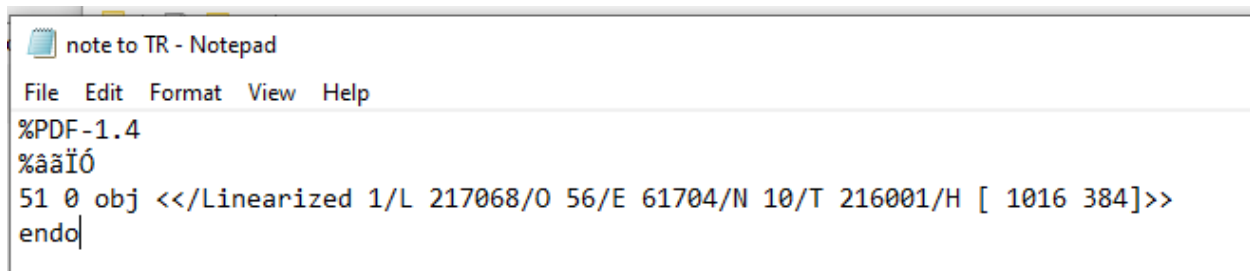 note to TR - Notepad
File Edit Format View Help
%PDF-1.4
%âãÏÓ
51 0 obj <</Linearized 1/L 217068/O 56/E 61704/N 10/T 216001/H [ 1016 384]>>
endo